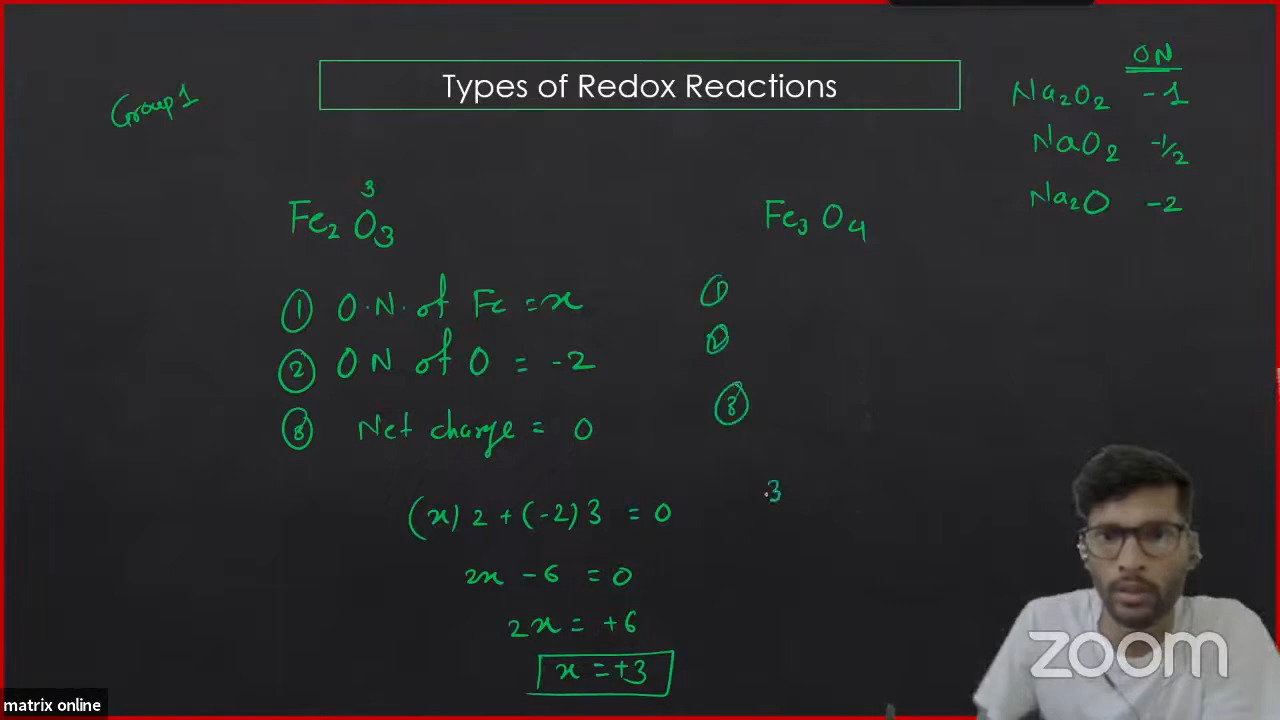 Types of Redox Reactions
Group 1
ON
Na₂O₂ -1
NaO₂ -1/2
Na₂O -2
3
Fe₂O₃
① O.N. of Fe = x
② ON of O = -2
③ Net charge = 0
(x) 2 + (-2) 3 = 0
2x - 6 = 0
2x = +6
x = +3
Fe₃O₄
①
②
③
3
zoom
matrix online